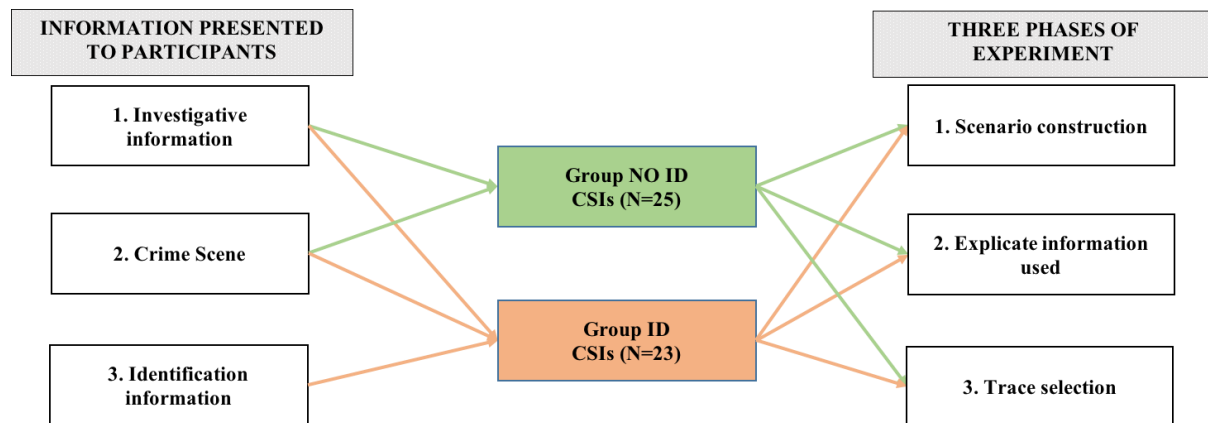 INFORMATION PRESENTED
TO PARTICIPANTS
1. Investigative
information
2. Crime Scene
3. Identification
information
Group NO ID
CSIs (N=25)
Group ID
CSIs (N=23)
THREE PHASES OF
EXPERIMENT
1. Scenario construction
2. Explicate information
used
3. Trace selection